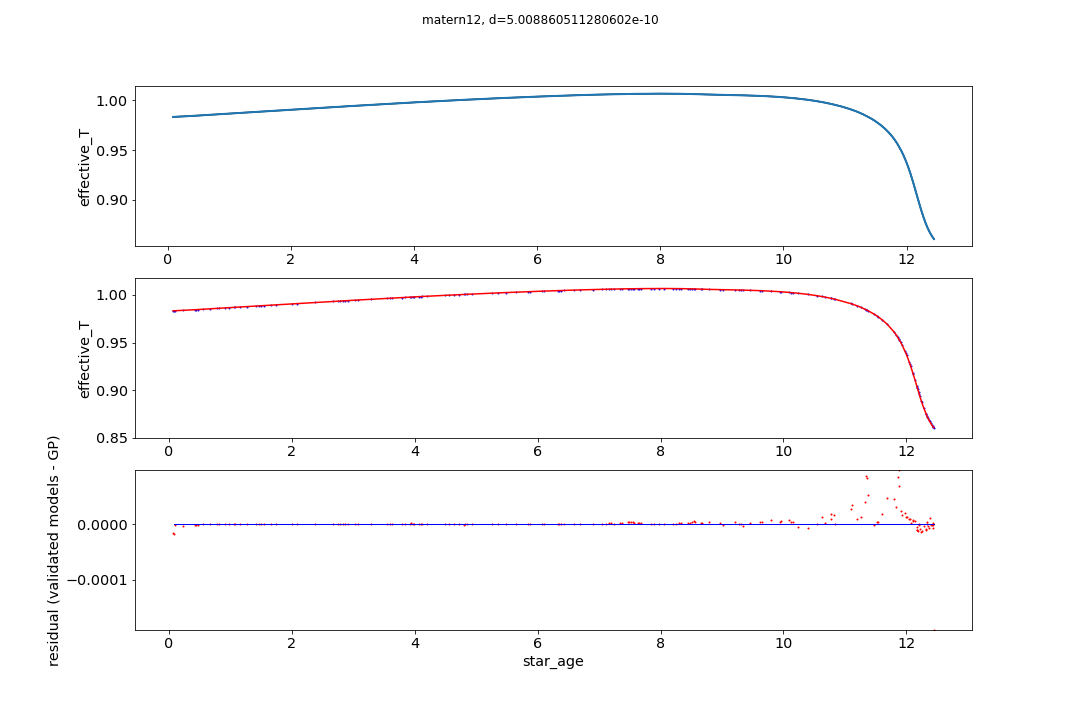 matern12, d=5.008860511280602e-10
effective_T
1.00
0.95
0.90
0 2 4 6 8 10 12
effective_T
1.00
0.95
0.90
0.85
0 2 4 6 8 10 12
residual (validated models - GP)
0.0000
−0.0001
0 2 4 6 8 10 12
star_age